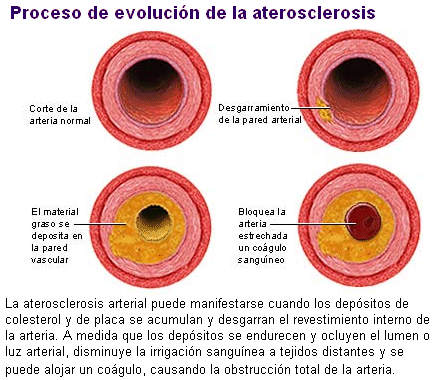 Proceso de evolución de la aterosclerosis
Corte de la
arteria normal
Desgarramiento
de la pared arterial
El material
graso se
deposita en
la pared
vascular
Bloquea la
arteria
estrechada
un coágulo
sanguíneo
La aterosclerosis arterial puede manifestarse cuando los depósitos de
colesterol y de placa se acumulan y desgarran el revestimiento interno de
la arteria. A medida que los depósitos se endurecen y ocluyen el lumen o
luz arterial, disminuye la irrigación sanguínea a tejidos distantes y se
puede alojar un coágulo, causando la obstrucción total de la arteria.